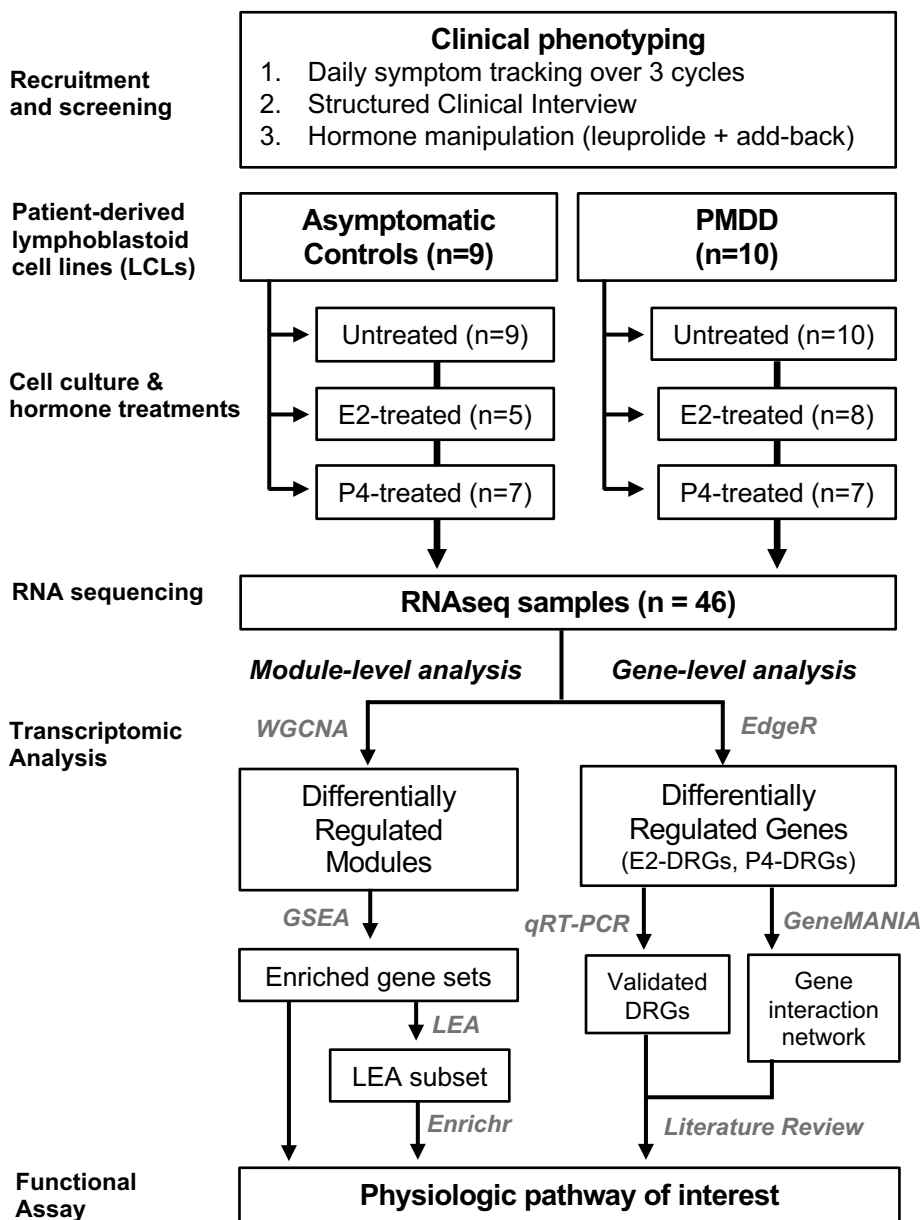 Clinical phenotyping
Recruitment
and screening
1. Daily symptom tracking over 3 cycles
2. Structured Clinical Interview
3. Hormone manipulation (leuprolide + add-back)
Patient-derived
lymphoblastoid
cell lines (LCLs)
Asymptomatic
Controls (n=9)
PMDD
(n=10)
Cell culture &
hormone treatments
Untreated (n=9)
E2-treated (n=5)
P4-treated (n=7)
Untreated (n=10)
E2-treated (n=8)
P4-treated (n=7)
RNA sequencing
RNAseq samples (n = 46)
Module-level analysis
Gene-level analysis
Transcriptomic
Analysis
WGCNA
EdgeR
Differentially
Regulated
Modules
Differentially
Regulated Genes
(E2-DRGs, P4-DRGs)
GSEA
qRT-PCR
GeneMANIA
Enriched gene sets
Validated
DRGs
Gene
interaction
network
LEA
LEA subset
Enrichr
Literature Review
Functional
Assay
Physiologic pathway of interest